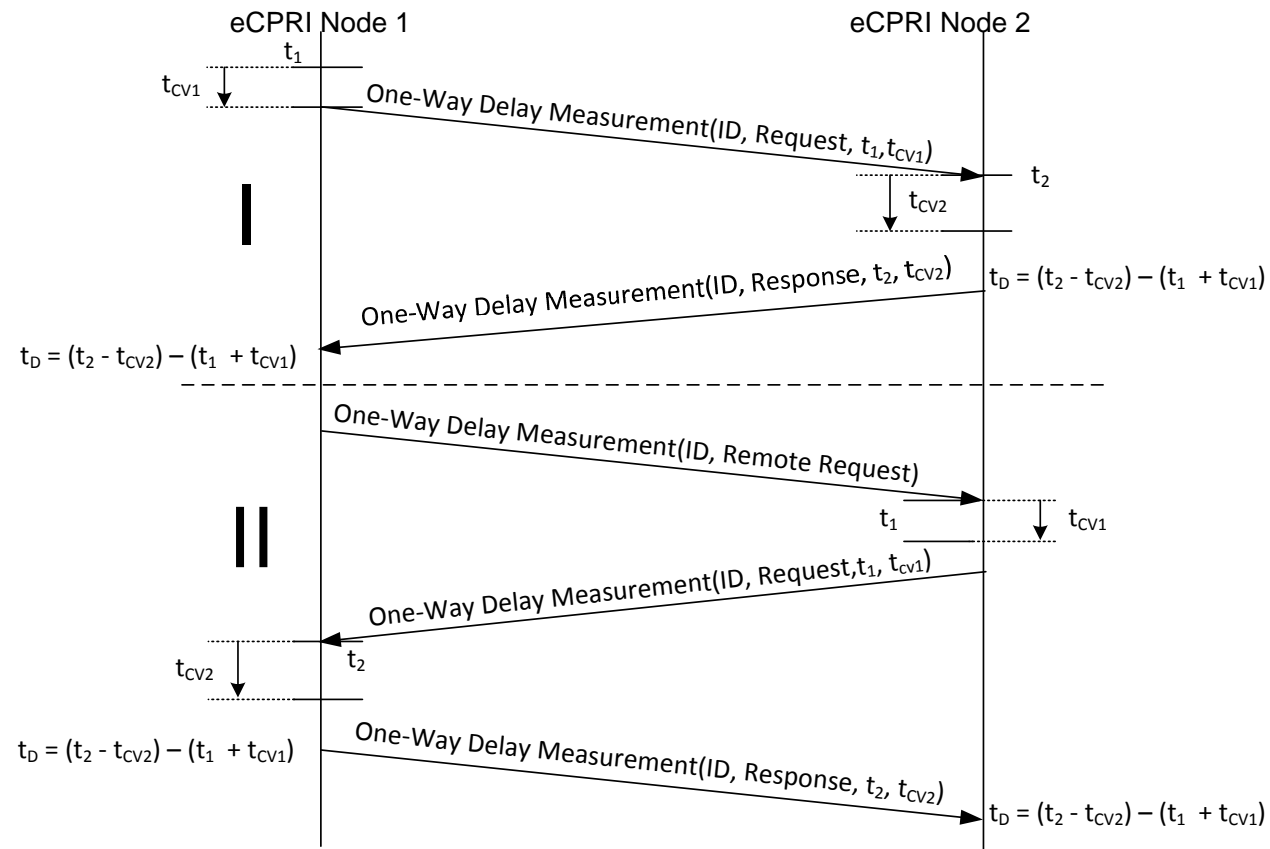 eCPRI Node 1
eCPRI Node 2
t1
tCV1
One-Way Delay Measurement(ID, Request, t1,tCV1)
t2
tCV2
I
One-Way Delay Measurement(ID, Response, t2, tCV2)
tD = (t2 - tCV2) – (t1 + tCV1)
tD = (t2 - tCV2) – (t1 + tCV1)
One-Way Delay Measurement(ID, Remote Request)
t1
tCV1
II
One-Way Delay Measurement(ID, Request,t1, tcv1)
t2
tCV2
One-Way Delay Measurement(ID, Response, t2, tCV2)
tD = (t2 - tCV2) – (t1 + tCV1)
tD = (t2 - tCV2) – (t1 + tCV1)